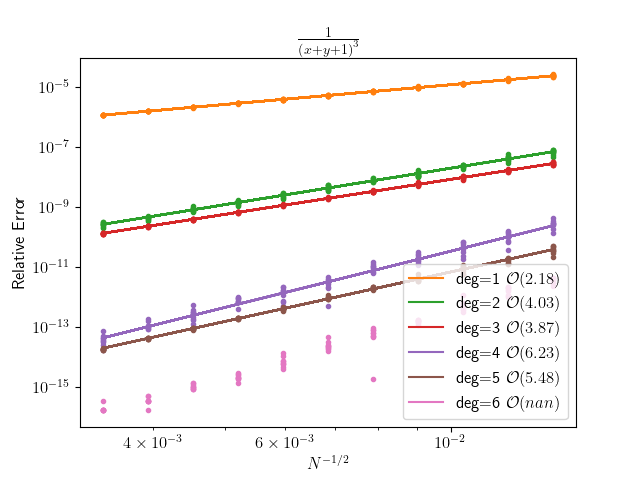 1/(x+y+1)^3
Relative Error
10^{-5}
10^{-7}
10^{-9}
10^{-11}
10^{-13}
10^{-15}
deg=1 𝒪(2.18)
deg=2 𝒪(4.03)
deg=3 𝒪(3.87)
deg=4 𝒪(6.23)
deg=5 𝒪(5.48)
deg=6 𝒪(nan)
4 × 10^{-3} 6 × 10^{-3} 10^{-2}
N^{-1/2}